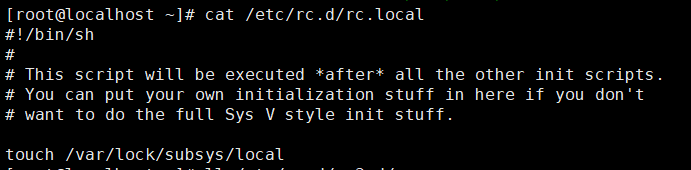 [root@localhost ~]# cat /etc/rc.d/rc.local
#!/bin/sh
#
# This script will be executed *after* all the other init scripts.
# You can put your own initialization stuff in here if you don't
# want to do the full Sys V style init stuff.
touch /var/lock/subsys/local